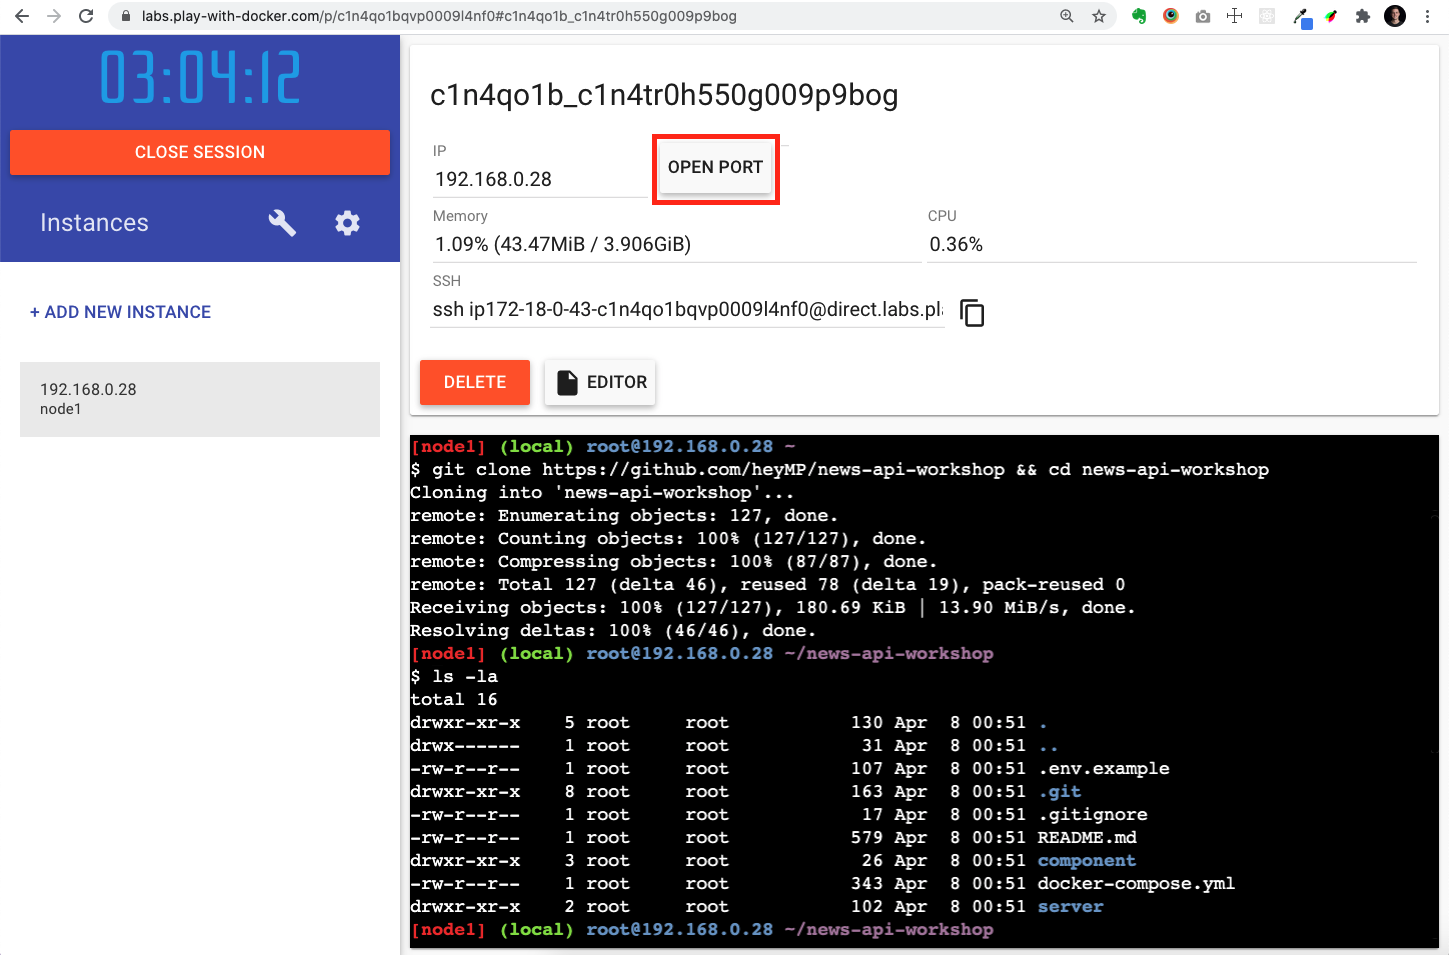 labs.play-with-docker.com/p/c1n4qo1bqvp0009l4nf0#c1n4qo1b_c1n4tr0h550g009p9bog
03:04:12
CLOSE SESSION
Instances
+ ADD NEW INSTANCE
192.168.0.28
node1
c1n4qo1b_c1n4tr0h550g009p9bog
IP
192.168.0.28
OPEN PORT
Memory
1.09% (43.47MiB / 3.906GiB)
CPU
0.36%
SSH
ssh ip172-18-0-43-c1n4qo1bqvp0009l4nf0@direct.labs.pl
DELETE
EDITOR
[node1] (local) root@192.168.0.28 ~
$ git clone https://github.com/heyMP/news-api-workshop && cd news-api-workshop
Cloning into 'news-api-workshop'...
remote: Enumerating objects: 127, done.
remote: Counting objects: 100% (127/127), done.
remote: Compressing objects: 100% (87/87), done.
remote: Total 127 (delta 46), reused 78 (delta 19), pack-reused 0
Receiving objects: 100% (127/127), 180.69 KiB | 13.90 MiB/s, done.
Resolving deltas: 100% (46/46), done.
[node1] (local) root@192.168.0.28 ~/news-api-workshop
$ ls -la
total 16
drwxr-xr-x    5 root     root           130 Apr  8 00:51 .
drwx------    1 root     root            31 Apr  8 00:51 ..
-rw-r--r--    1 root     root           107 Apr  8 00:51 .env.example
drwxr-xr-x    8 root     root           163 Apr  8 00:51 .git
-rw-r--r--    1 root     root            17 Apr  8 00:51 .gitignore
-rw-r--r--    1 root     root           579 Apr  8 00:51 README.md
drwxr-xr-x    3 root     root            26 Apr  8 00:51 component
-rw-r--r--    1 root     root           343 Apr  8 00:51 docker-compose.yml
drwxr-xr-x    2 root     root           102 Apr  8 00:51 server
[node1] (local) root@192.168.0.28 ~/news-api-workshop